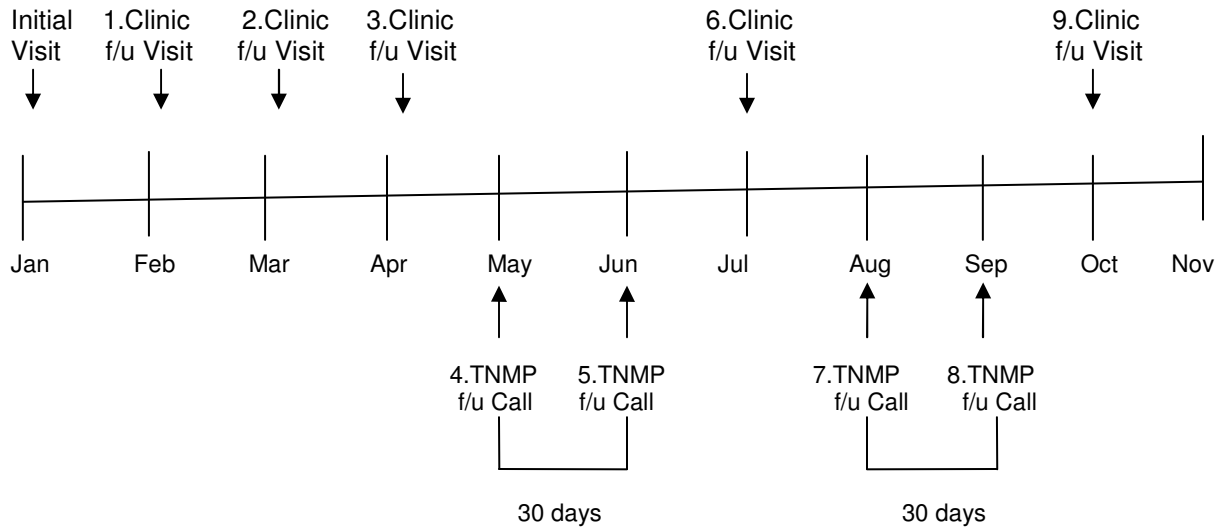 Initial Visit
1.Clinic f/u Visit
2.Clinic f/u Visit
3.Clinic f/u Visit
6.Clinic f/u Visit
9.Clinic f/u Visit
Jan Feb Mar Apr May Jun Jul Aug Sep Oct Nov
4.TNMP f/u Call
5.TNMP f/u Call
7.TNMP f/u Call
8.TNMP f/u Call
30 days
30 days